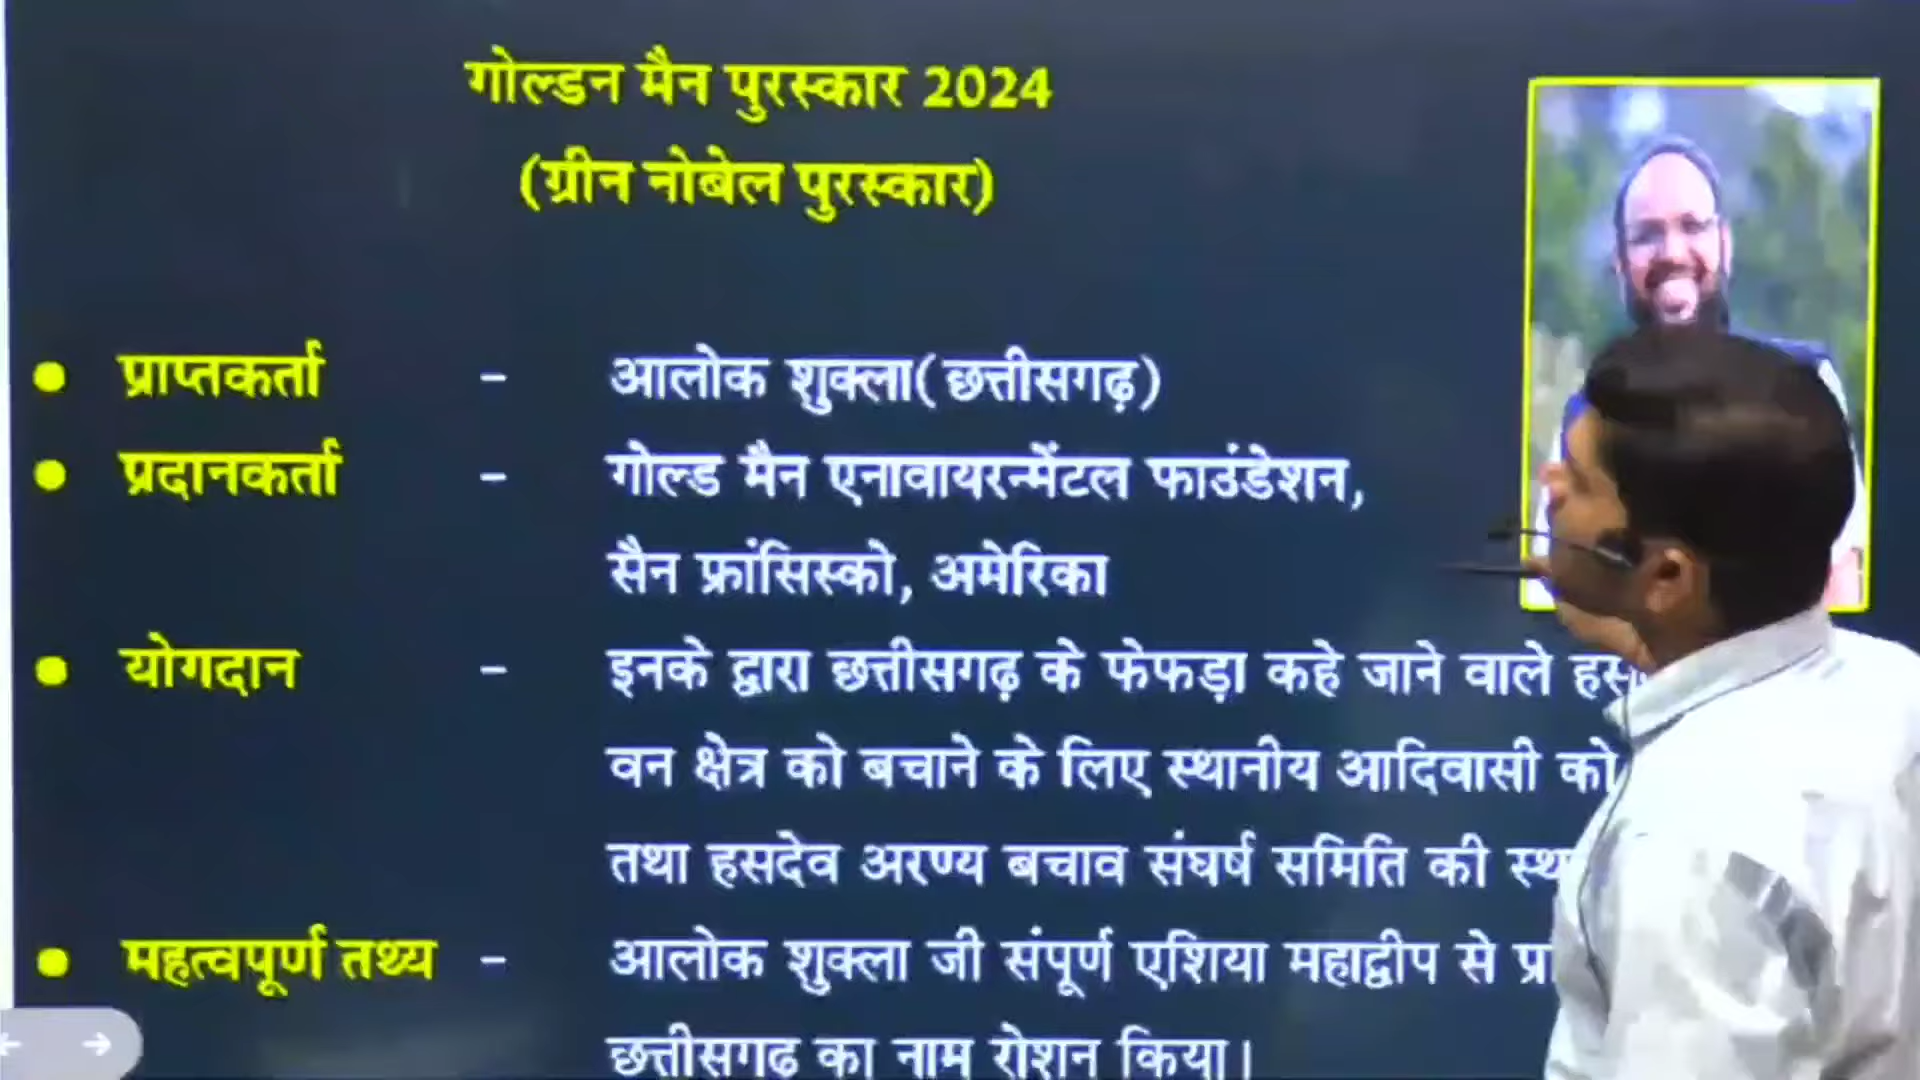 गोल्डन मैन पुरस्कार 2024
(ग्रीन नोबेल पुरस्कार)
● प्राप्तकर्ता - आलोक शुक्ला(छत्तीसगढ़)
● प्रदानकर्ता - गोल्ड मैन एनावायरन्मेंटल फाउंडेशन,
सैन फ्रांसिस्को, अमेरिका
● योगदान - इनके द्वारा छत्तीसगढ़ के फेफड़ा कहे जाने वाले
वन क्षेत्र को बचाने के लिए स्थानीय आदिवासी को
तथा हसदेव अरण्य बचाव संघर्ष समिति की
● महत्वपूर्ण तथ्य - आलोक शुक्ला जी संपूर्ण एशिया महाद्वीप से
छत्तीसगढ का नाम रोशन किया।